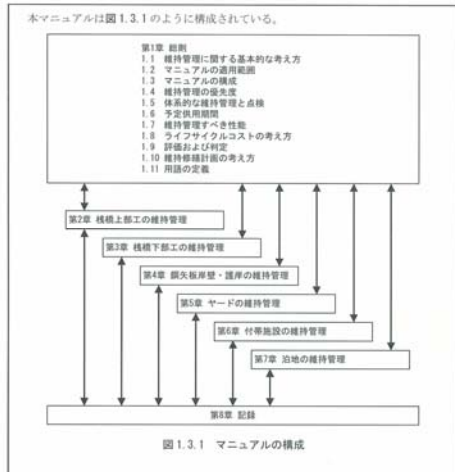 本マニュアルは図1.3.1のように構成されている。
第1章 総則
1.1 維持管理に関する基本的な考え方
1.2 マニュアルの適用範囲
1.3 マニュアルの構成
1.4 維持管理の優先度
1.5 体系的な維持管理と点検
1.6 予定供用期間
1.7 維持管理すべき性能
1.8 ライフサイクルコストの考え方
1.9 評価および判定
1.10 維持修繕計画の考え方
1.11 用語の定義
第2章 桟橋上部工の維持管理
第3章 桟橋下部工の維持管理
第4章 鋼矢板岸壁・護岸の維持管理
第5章 ヤードの維持管理
第6章 付帯施設の維持管理
第7章 泊地の維持管理
第8章 記録
図1.3.1 マニュアルの構成